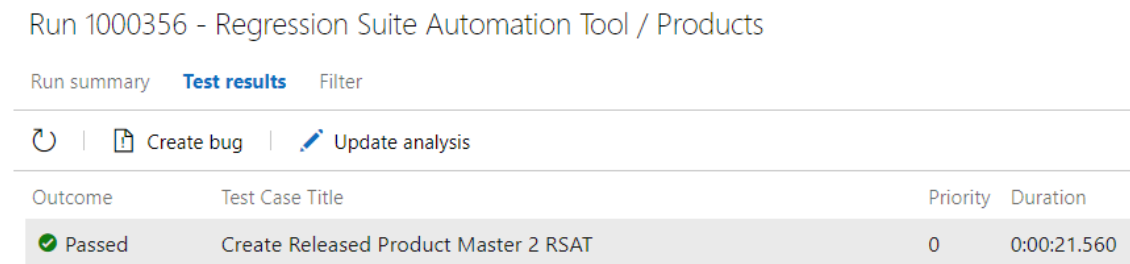 Run 1000356 - Regression Suite Automation Tool / Products
Run summary Test results Filter
Create bug Update analysis
Outcome Test Case Title Priority Duration
Passed Create Released Product Master 2 RSAT 0 0:00:21.560